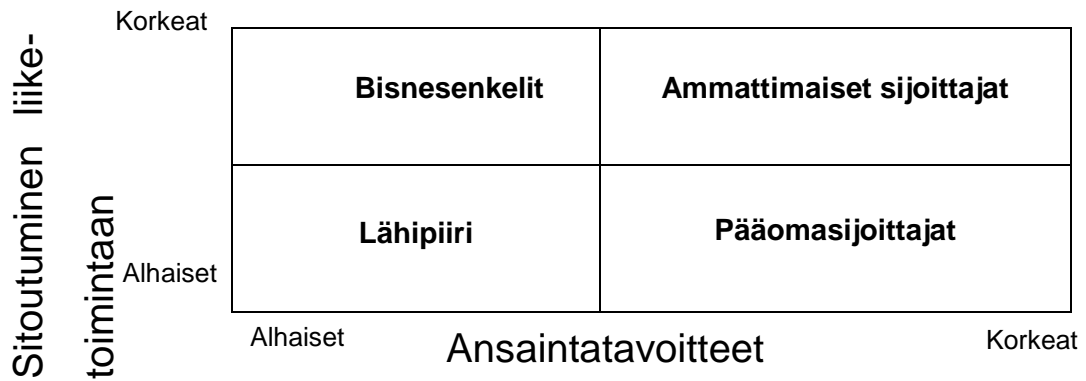 Sitoutuminen liike-
toimintaan
Korkeat
Bisnesenkelit
Ammattimaiset sijoittajat
Lähipiiri
Pääomasijoittajat
Alhaiset
Alhaiset
Ansaintatavoitteet
Korkeat